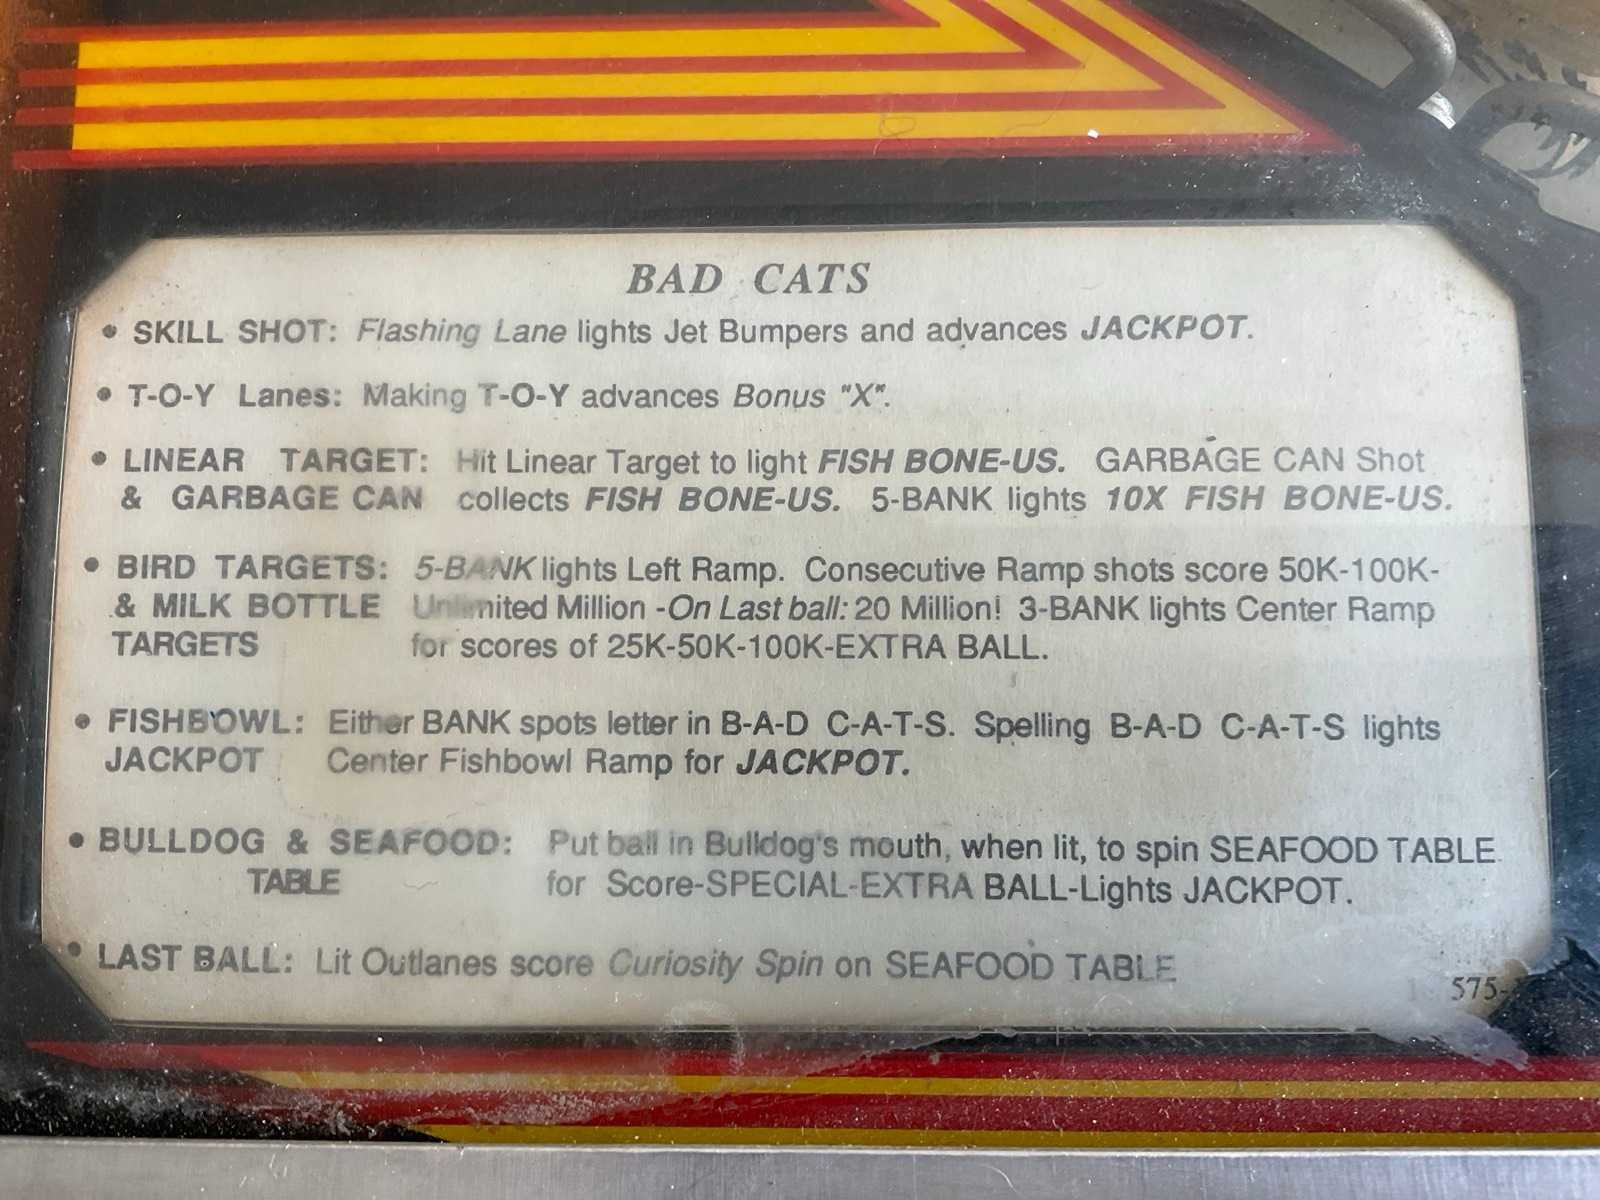 BAD CATS
• SKILL SHOT: Flashing Lane lights Jet Bumpers and advances JACKPOT.
• T-O-Y Lanes: Making T-O-Y advances Bonus "X".
• LINEAR TARGET: Hit Linear Target to light FISH BONE-US. GARBAGE CAN Shot
& GARBAGE CAN collects FISH BONE-US. 5-BANK lights 10X FISH BONE-US.
• BIRD TARGETS: 5-BANK lights Left Ramp. Consecutive Ramp shots score 50K-100K-
& MILK BOTTLE Unlimited Million -On Last ball: 20 Million! 3-BANK lights Center Ramp
TARGETS for scores of 25K-50K-100K-EXTRA BALL.
• FISHBOWL: Either BANK spots letter in B-A-D C-A-T-S. Spelling B-A-D C-A-T-S lights
JACKPOT Center Fishbowl Ramp for JACKPOT.
• BULLDOG & SEAFOOD: Put ball in Bulldog's mouth, when lit, to spin SEAFOOD TABLE
TABLE for Score-SPECIAL-EXTRA BALL-Lights JACKPOT.
• LAST BALL: Lit Outlanes score Curiosity Spin on SEAFOOD TABLE
575-